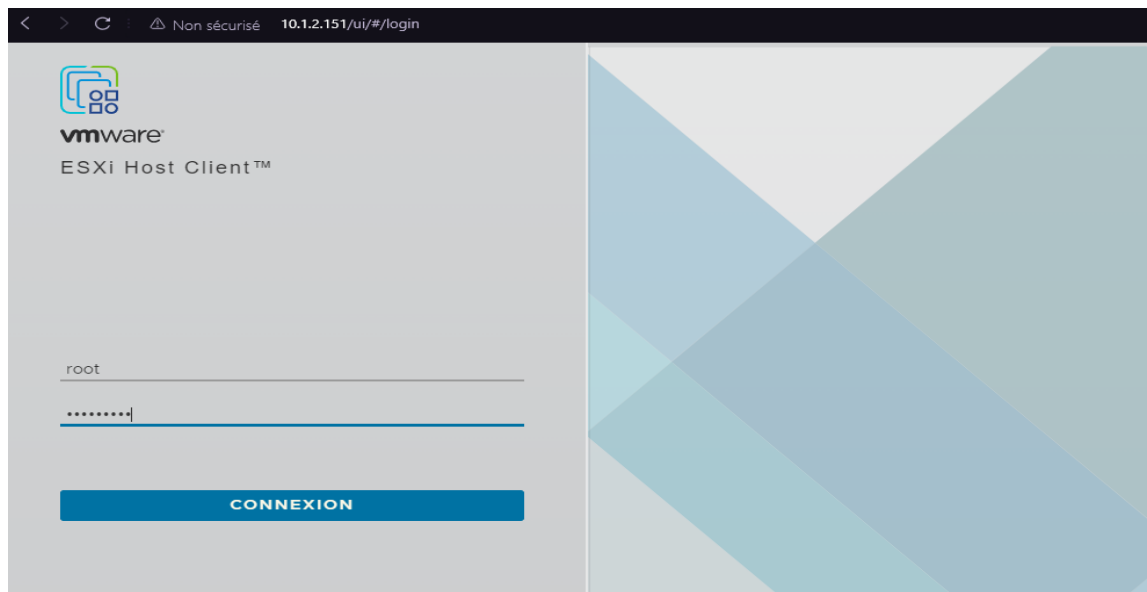 Non sécurisé 10.1.2.151/ui/#/login
vmware
ESXi Host Client™
root
•••••••••
CONNEXION